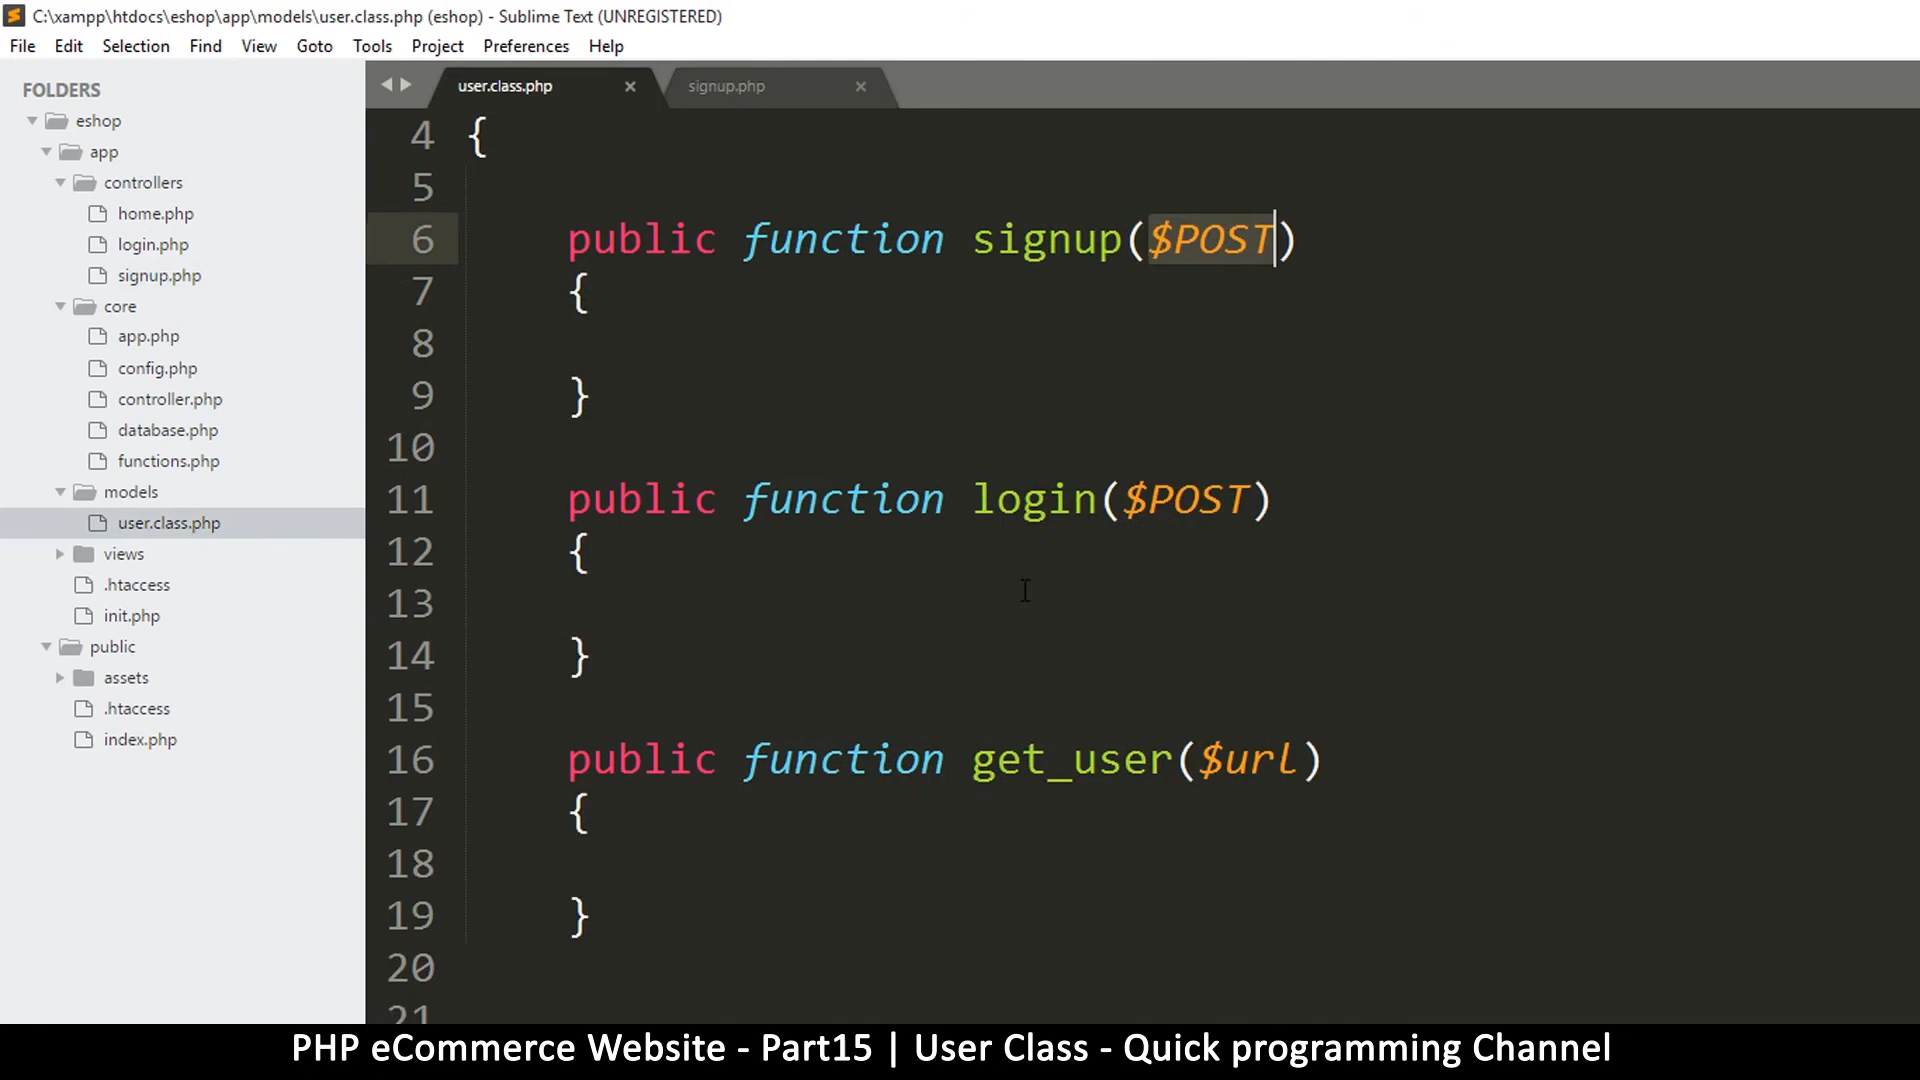 C:\xampp\htdocs\eshop\app\models\user.class.php (eshop) - Sublime Text (UNREGISTERED)
File Edit Selection Find View Goto Tools Project Preferences Help
FOLDERS
eshop
app
controllers
home.php
login.php
signup.php
core
app.php
config.php
controller.php
database.php
functions.php
models
user.class.php
views
.htaccess
init.php
public
assets
.htaccess
index.php
user.class.php × signup.php ×
4 {
5
6 public function signup($POST)
7 {
8
9 }
10
11 public function login($POST)
12 {
13
14 }
15
16 public function get_user($url)
17 {
18
19 }
20
21
PHP eCommerce Website - Part15 | User Class - Quick programming Channel